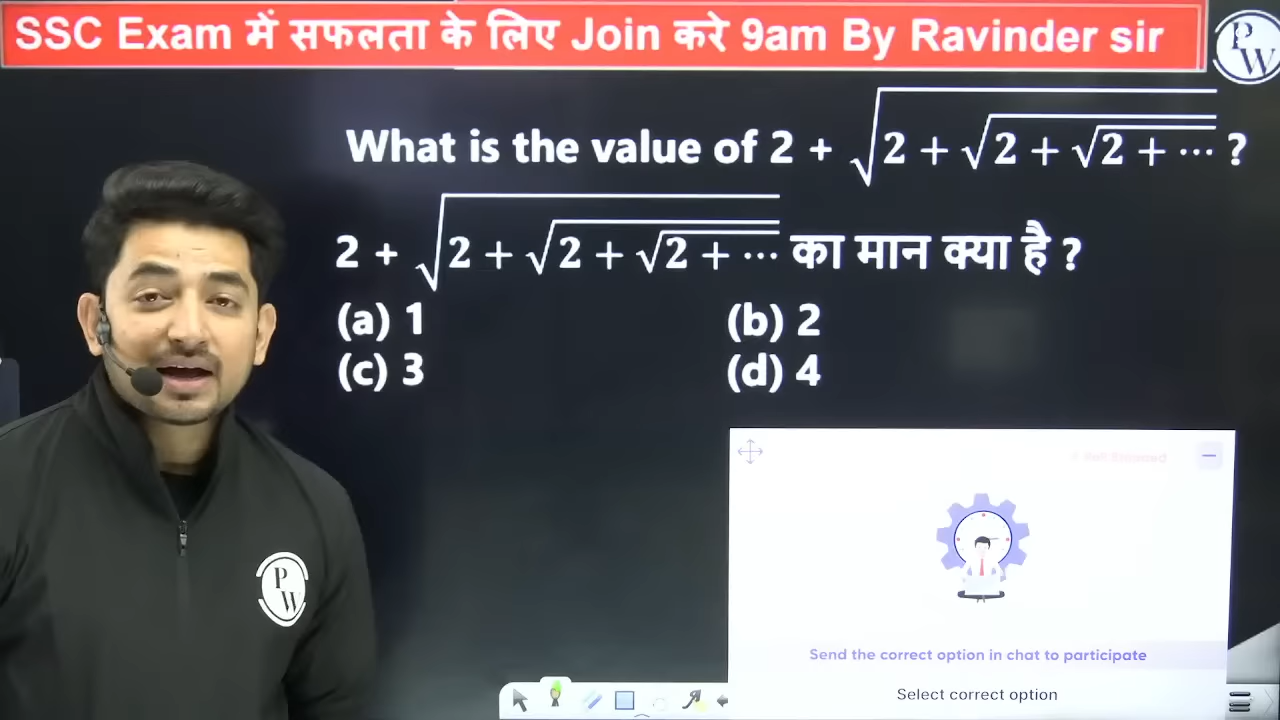 SSC Exam में सफलता के लिए Join करे 9am By Ravinder sir
PW
What is the value of 2 + √(2 + √(2 + √(2 + ⋯ ?
2 + √(2 + √(2 + √(2 + ⋯ का मान क्या है ?
(a) 1
(b) 2
(c) 3
(d) 4
PW
Send the correct option in chat to participate
Select correct option